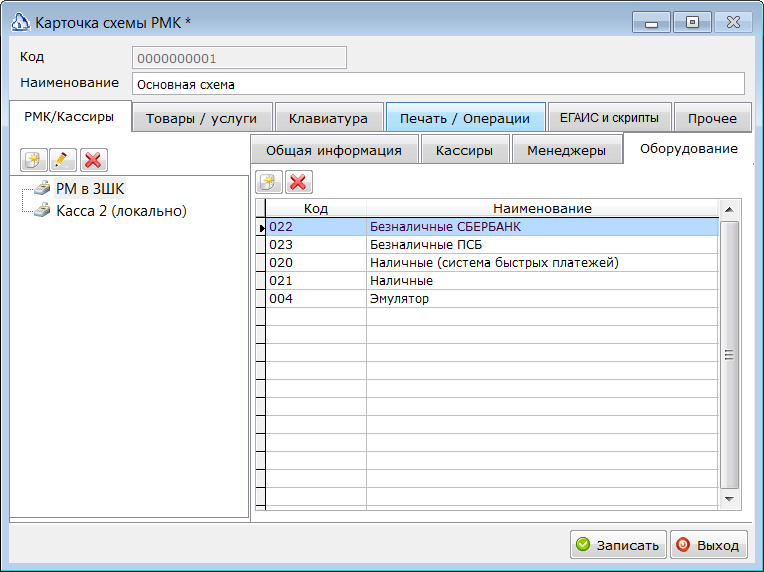 Карточка схемы РМК *
Код 0000000001
Наименование Основная схема
РМК/Кассиры Товары / услуги Клавиатура Печать / Операции ЕГАИС и скрипты Прочее
Общая информация Кассиры Менеджеры Оборудование
РМ в ЗШК
Касса 2 (локально)
Код Наименование
022 Безналичные СБЕРБАНК
023 Безналичные ПСБ
020 Наличные (система быстрых платежей)
021 Наличные
004 Эмулятор
Записать Выход